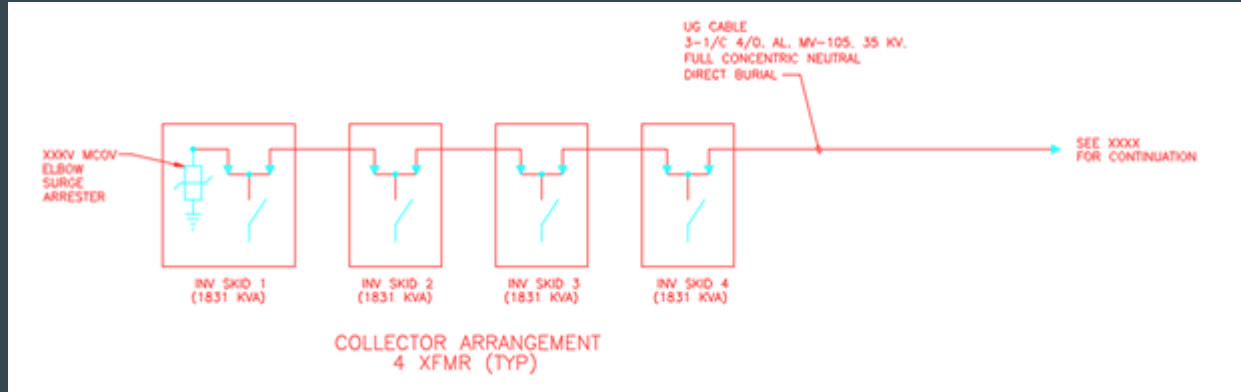 UG CABLE
3-1/C 4/0, AL, MV-105, 35 KV,
FULL CONCENTRIC NEUTRAL
DIRECT BURIAL
XXKV MCOV
ELBOW
SURGE
ARRESTER
SEE XXXX
FOR CONTINUATION
INV SKID 1
(1831 KVA)
INV SKID 2
(1831 KVA)
INV SKID 3
(1831 KVA)
INV SKID 4
(1831 KVA)
COLLECTOR ARRANGEMENT
4 XFMR (TYP)